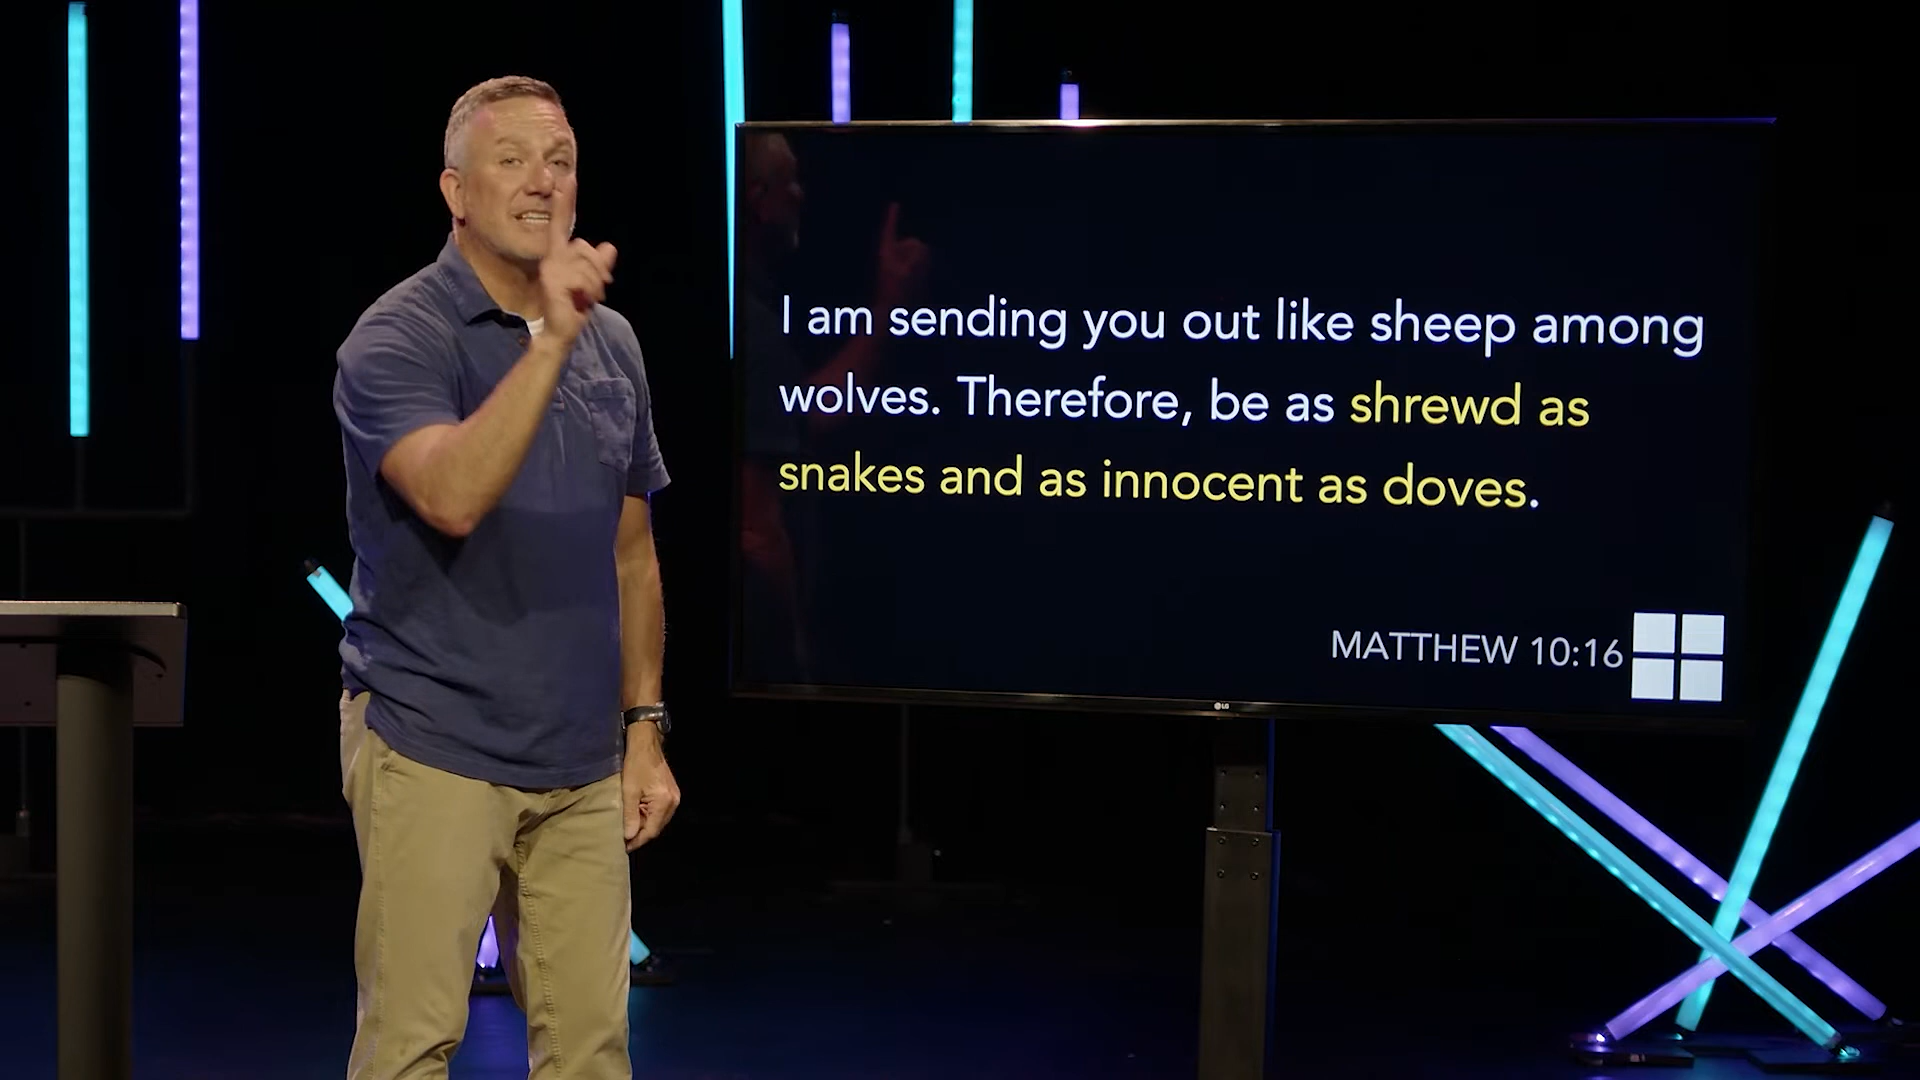 I am sending you out like sheep among
wolves. Therefore, be as shrewd as
snakes and as innocent as doves.
MATTHEW 10:16
LG